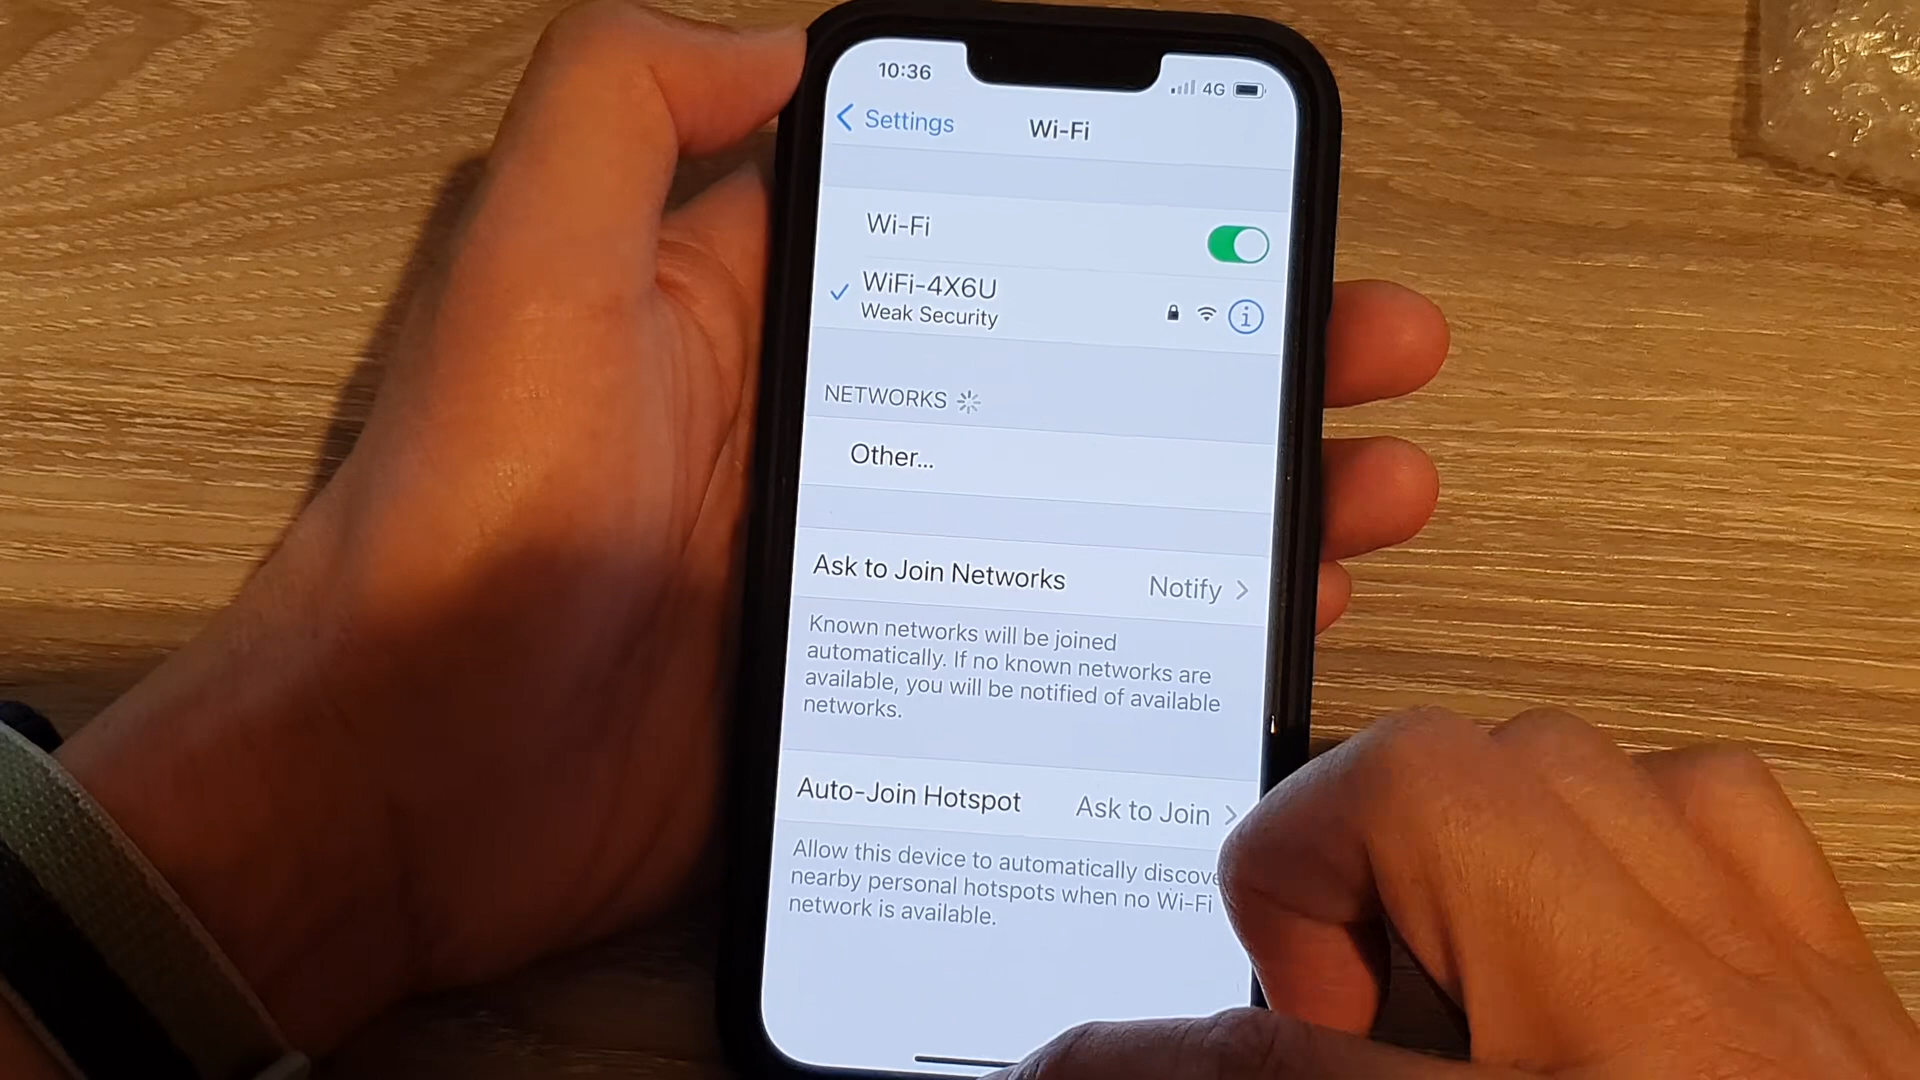 10:36
4G
Settings
Wi-Fi
Wi-Fi
WiFi-4X6U
Weak Security
NETWORKS
Other...
Ask to Join Networks
Notify
Known networks will be joined
automatically. If no known networks are
available, you will be notified of available
networks.
Auto-Join Hotspot
Ask to Join
Allow this device to automatically discove
nearby personal hotspots when no Wi-Fi
network is available.